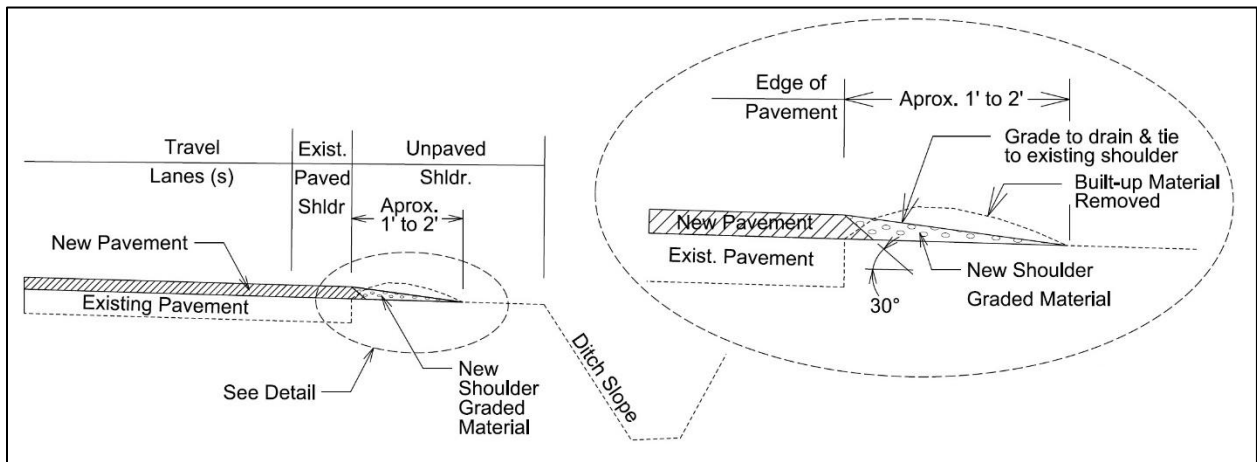 Travel
Lanes (s)
Exist.
Paved
Shldr
Unpaved
Shldr.
Aprox.
1' to 2'
New Pavement
Existing Pavement
See Detail
New
Shoulder
Graded
Material
Ditch Slope
Edge of
Pavement
Aprox. 1' to 2'
Grade to drain & tie
to existing shoulder
Built-up Material
Removed
New Pavement
Exist. Pavement
New Shoulder
Graded Material
30°